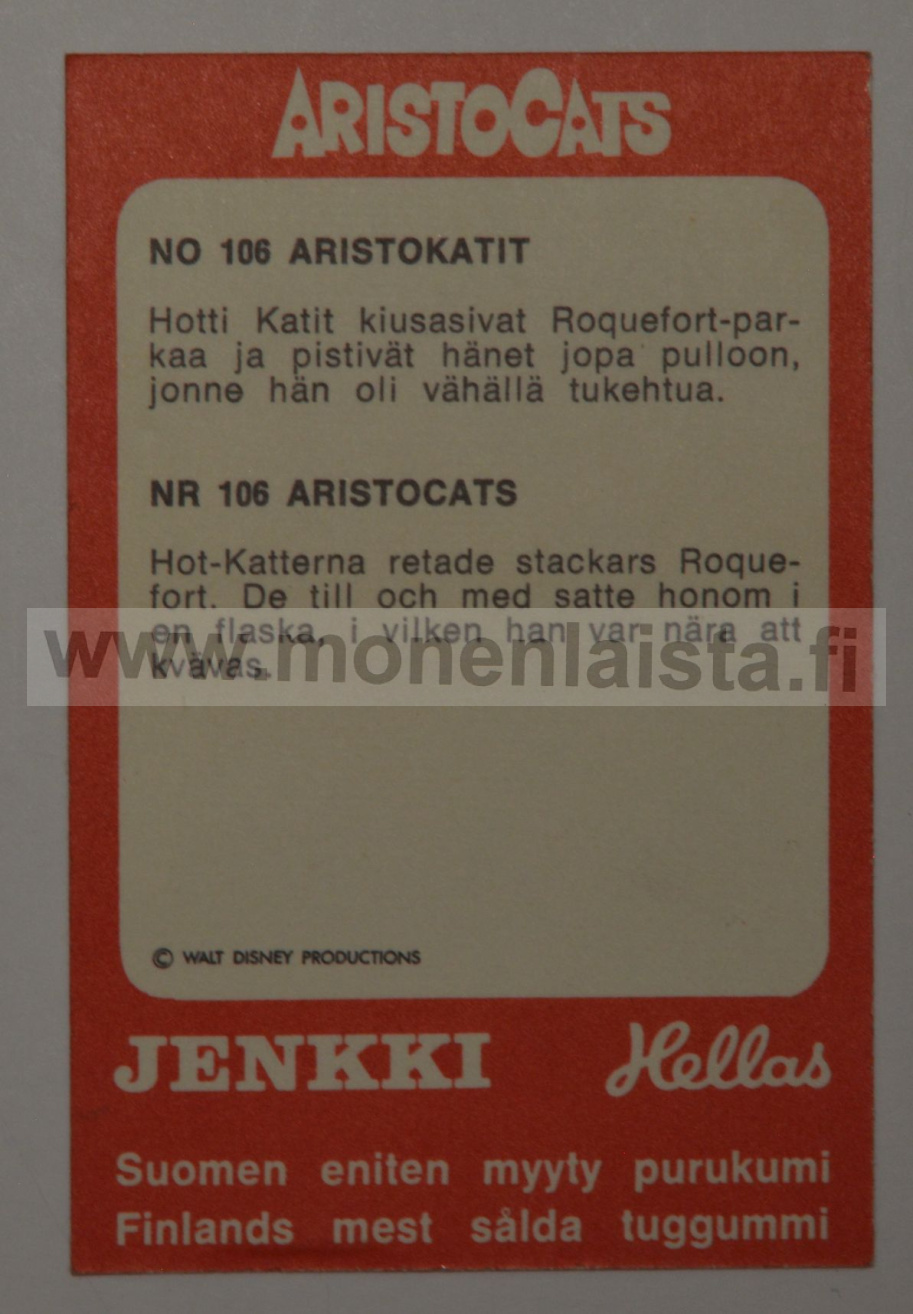 ARISTOCATS
NO 106 ARISTOKATIT
Hotti Katit kiusasivat Roquefort-par-
kaa ja pistivät hänet jopa pulloon,
jonne hän oli vähällä tukehtua.
NR 106 ARISTOCATS
Hot-Katterna retade stackars Roque-
fort. De till och med satte honom i
en flaska, i vilken han var nära att
kvävas.
www.monenlaista.fi
© WALT DISNEY PRODUCTIONS
JENKKI Hellas
Suomen eniten myyty purukumi
Finlands mest sålda tuggummi